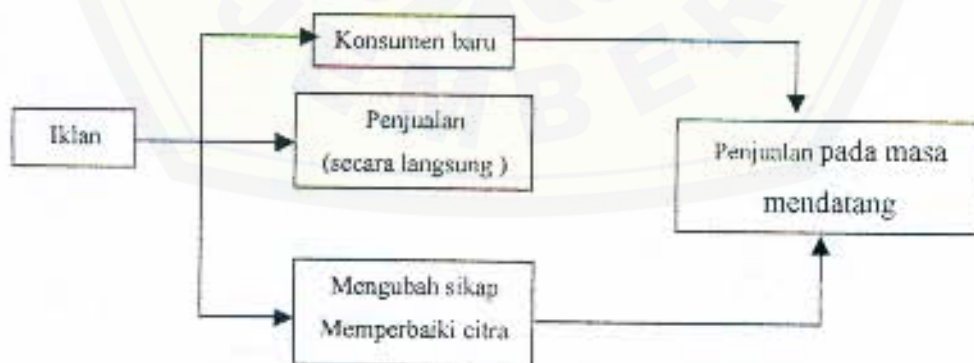 Konsumen baru
Iklan
Penjualan
(secara langsung )
Penjualan pada masa
mendatang
Mengubah sikap
Memperbaiki citra